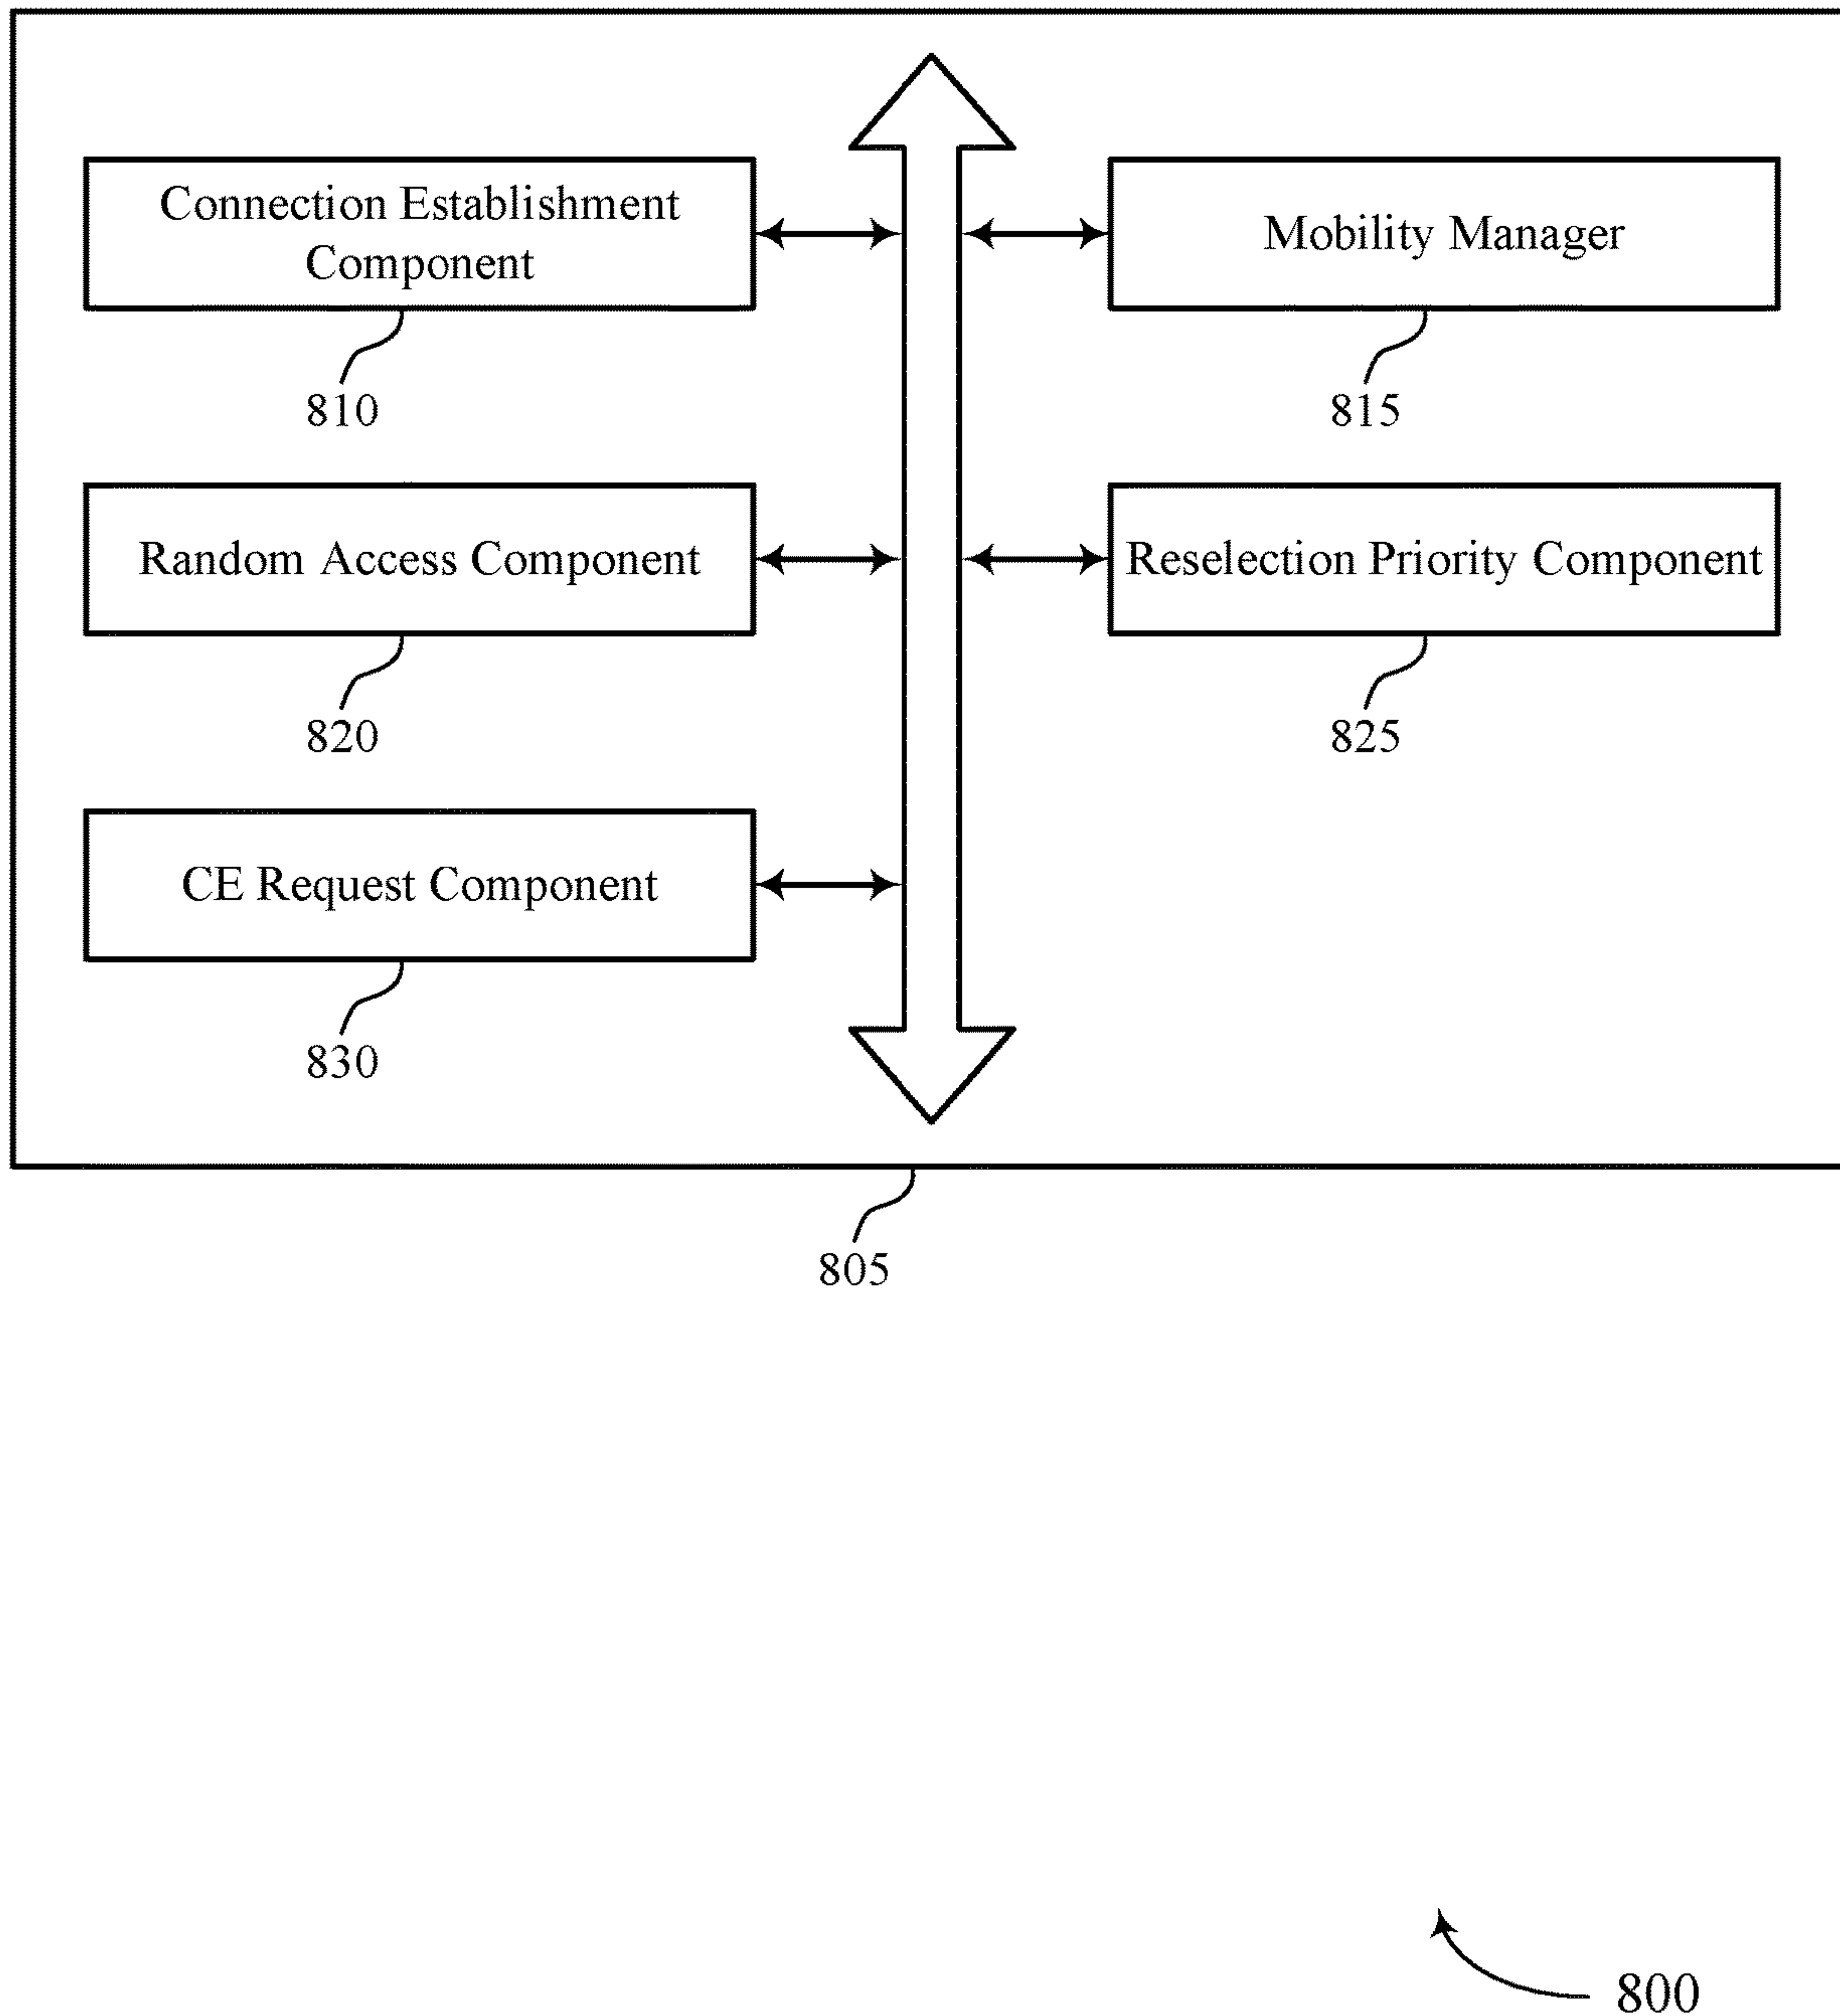 Connection Establishment
Component
810
Mobility Manager
815
Random Access Component
820
Reselection Priority Component
825
CE Request Component
830
805
800